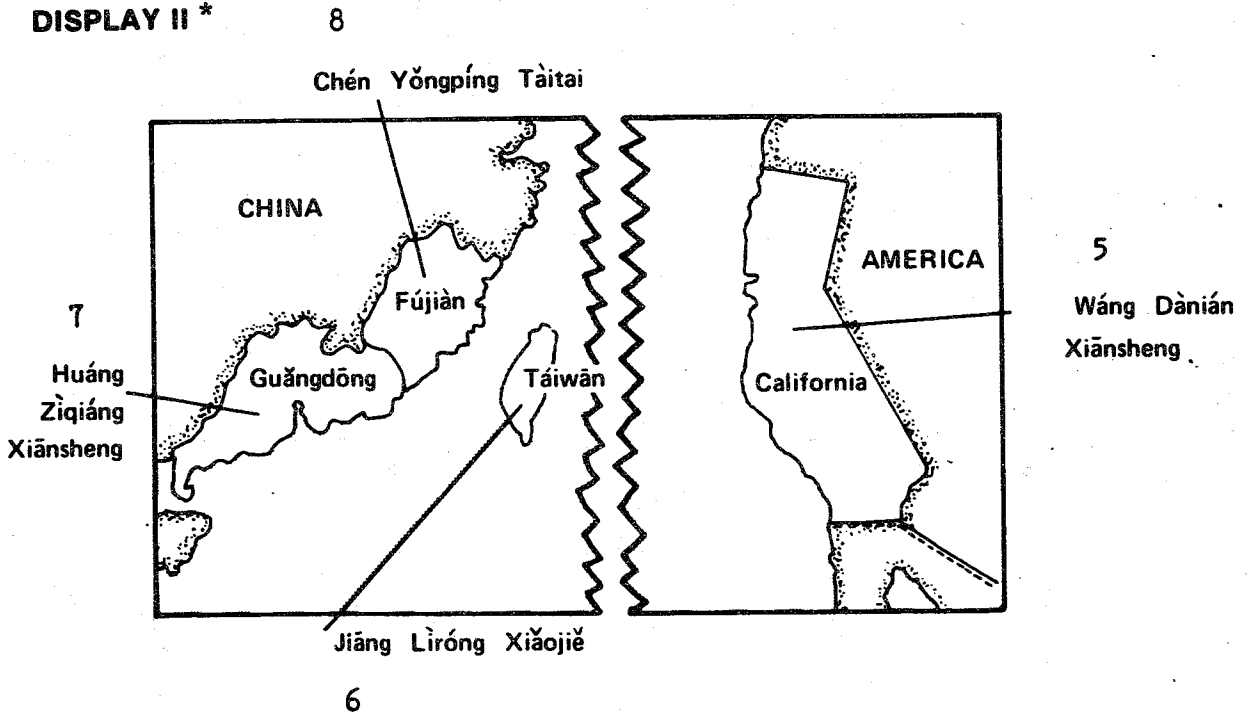 DISPLAY II * 8
Chén Yǒngpíng Tàitai
CHINA
AMERICA
5
Fújiàn
7
Wáng Dànián
Xiānsheng
Huáng
Zìqiáng
Xiānsheng
Guǎngdōng
Táiwān
California
Jiāng Lìróng Xiǎojiě
6